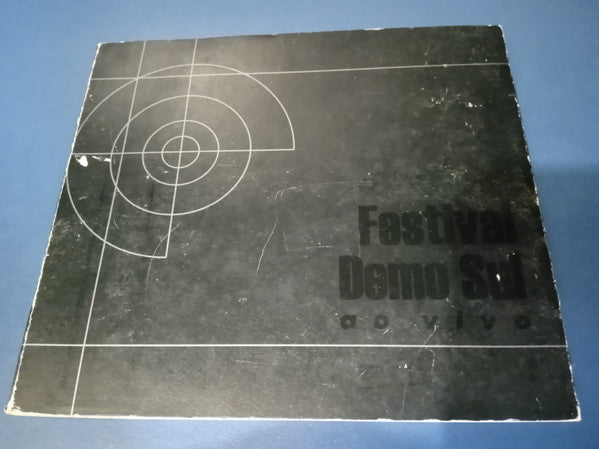 Festival
Demo Sul
ao vivo